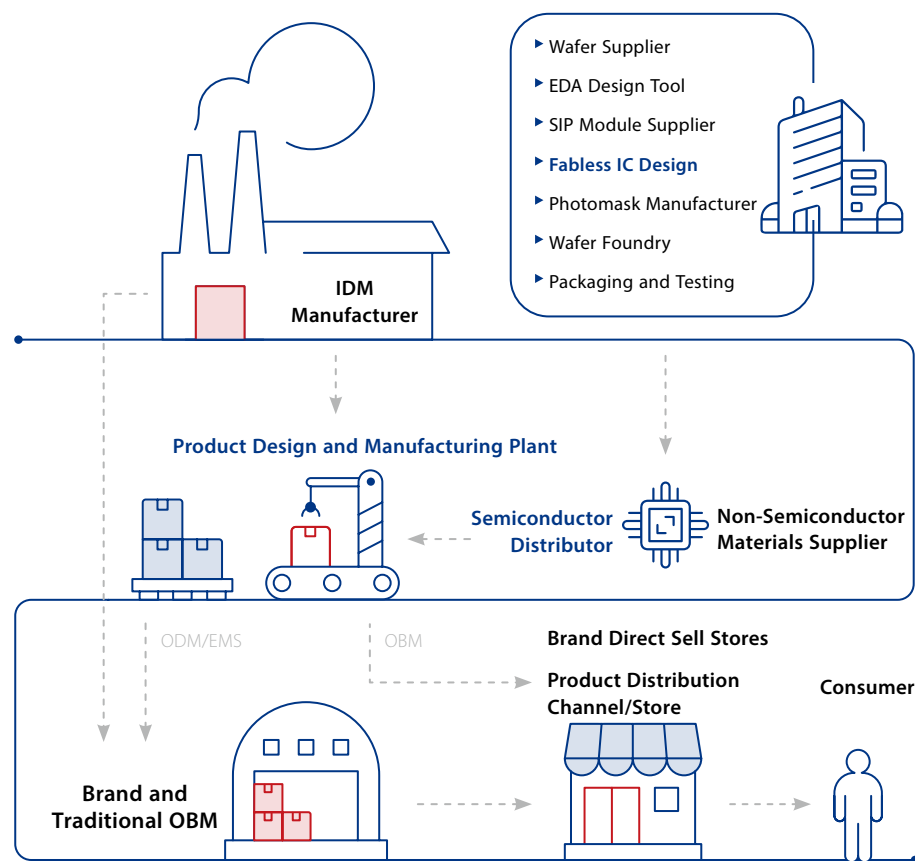 Wafer Supplier
EDA Design Tool
SIP Module Supplier
Fabless IC Design
Photomask Manufacturer
Wafer Foundry
Packaging and Testing
IDM
Manufacturer
Product Design and Manufacturing Plant
Semiconductor
Distributor
Non-Semiconductor
Materials Supplier
ODM/EMS
OBM
Brand Direct Sell Stores
Product Distribution
Channel/Store
Consumer
Brand and
Traditional OBM